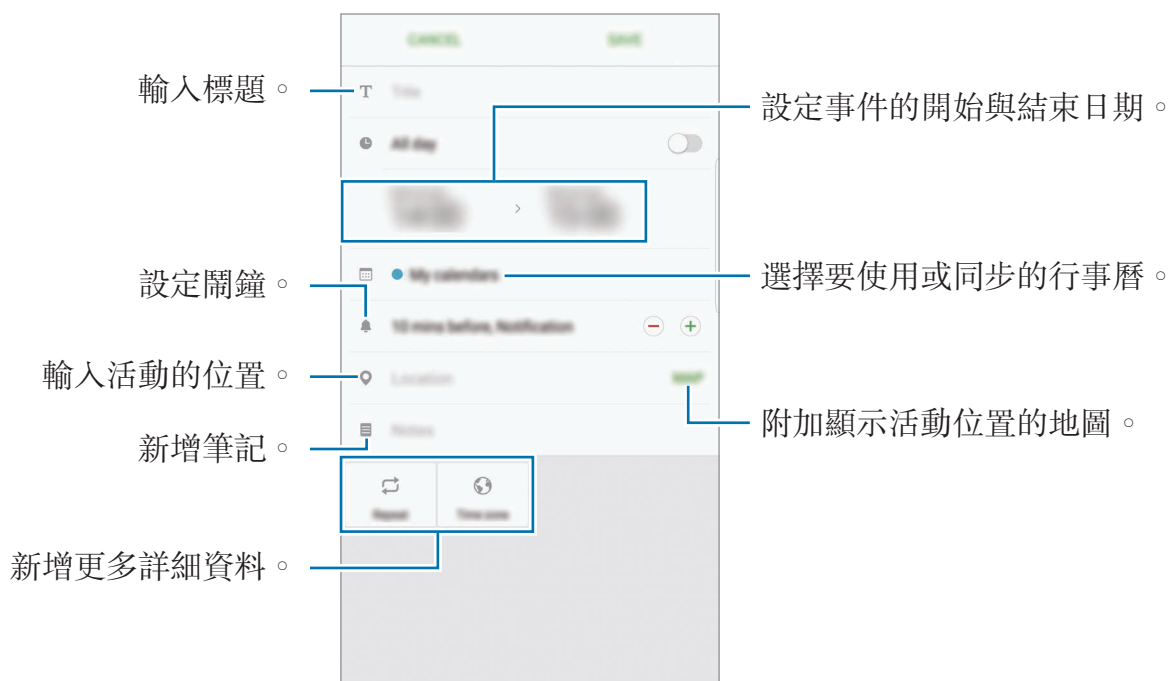 CANCEL
SAVE
輸入標題。
T
Title
設定事件的開始與結束日期。
All day
選擇要使用或同步的行事曆。
My calendars
設定鬧鐘。
10 mins before, Notification
輸入活動的位置。
Location
MAP
附加顯示活動位置的地圖。
新增筆記。
Notes
Repeat
Time zone
新增更多詳細資料。